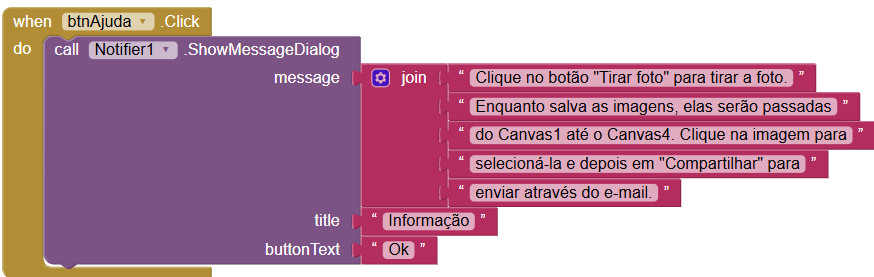 when btnAjuda .Click
do call Notifier1 .ShowMessageDialog
message join “ Clique no botão "Tirar foto" para tirar a foto. ”
“ Enquanto salva as imagens, elas serão passadas ”
“ do Canvas1 até o Canvas4. Clique na imagem para ”
“ selecioná-la e depois em "Compartilhar" para ”
“ enviar através do e-mail. ”
title “ Informação ”
buttonText “ Ok ”